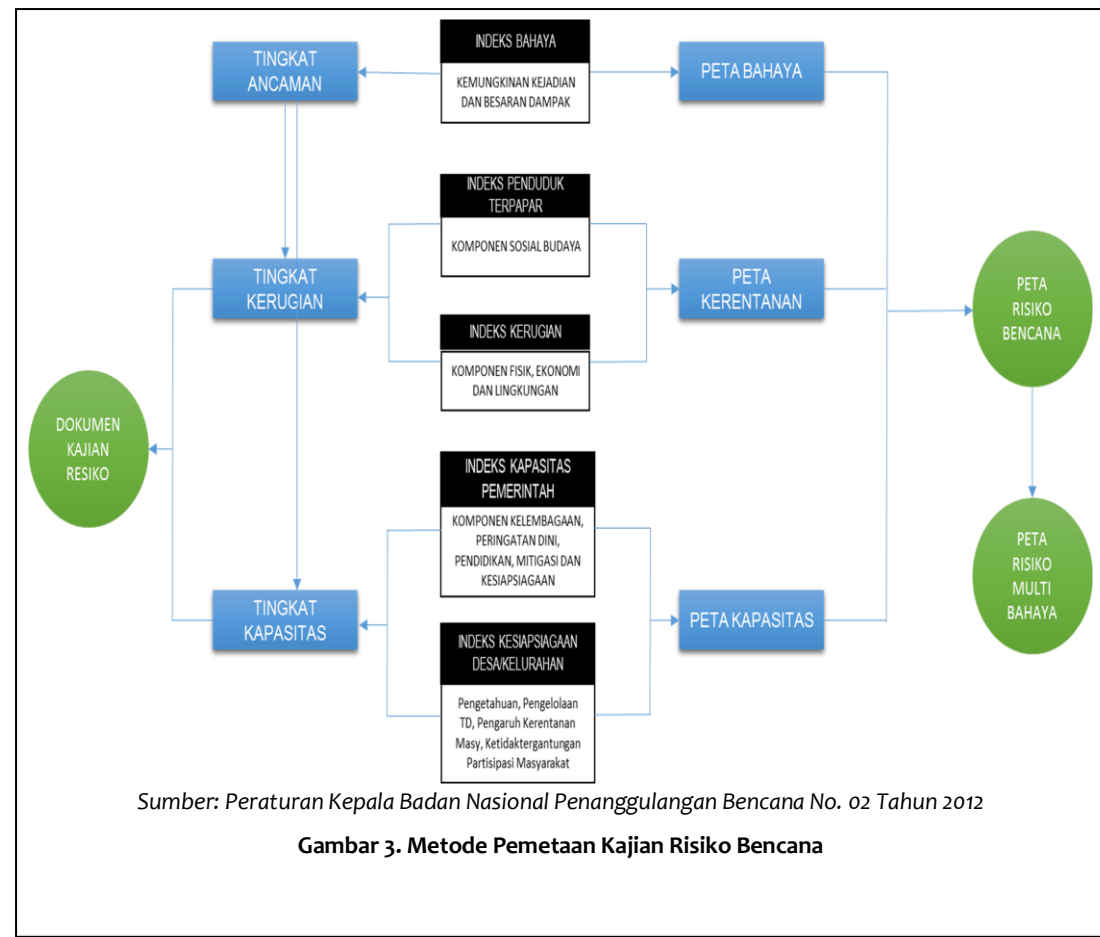 INDEKS BAHAYA
KEMUNGKINAN KEJADIAN
DAN BESARAN DAMPAK
TINGKAT
ANCAMAN
PETA BAHAYA
INDEKS PENDUDUK
TERPAPAR
KOMPONEN SOSIAL BUDAYA
TINGKAT
KERUGIAN
PETA
KERENTANAN
PETA
RISIKO
BENCANA
INDEKS KERUGIAN
KOMPONEN FISIK, EKONOMI
DAN LINGKUNGAN
DOKUMEN
KAJIAN
RESIKO
INDEKS KAPASITAS
PEMERINTAH
KOMPONEN KELEMBAGAAN,
PERINGATAN DINI,
PENDIDIKAN, MITIGASI DAN
KESIAPSIAGAAN
PETA
RISIKO
MULTI
BAHAYA
TINGKAT
KAPASITAS
PETA KAPASITAS
INDEKS KESIAPSIAGAAN
DESA/KELURAHAN
Pengetahuan, Pengelolaan
TD, Pengaruh Kerentanan
Masy, Ketidaktergantungan
Partisipasi Masyarakat
Sumber: Peraturan Kepala Badan Nasional Penanggulangan Bencana No. 02 Tahun 2012
Gambar 3. Metode Pemetaan Kajian Risiko Bencana